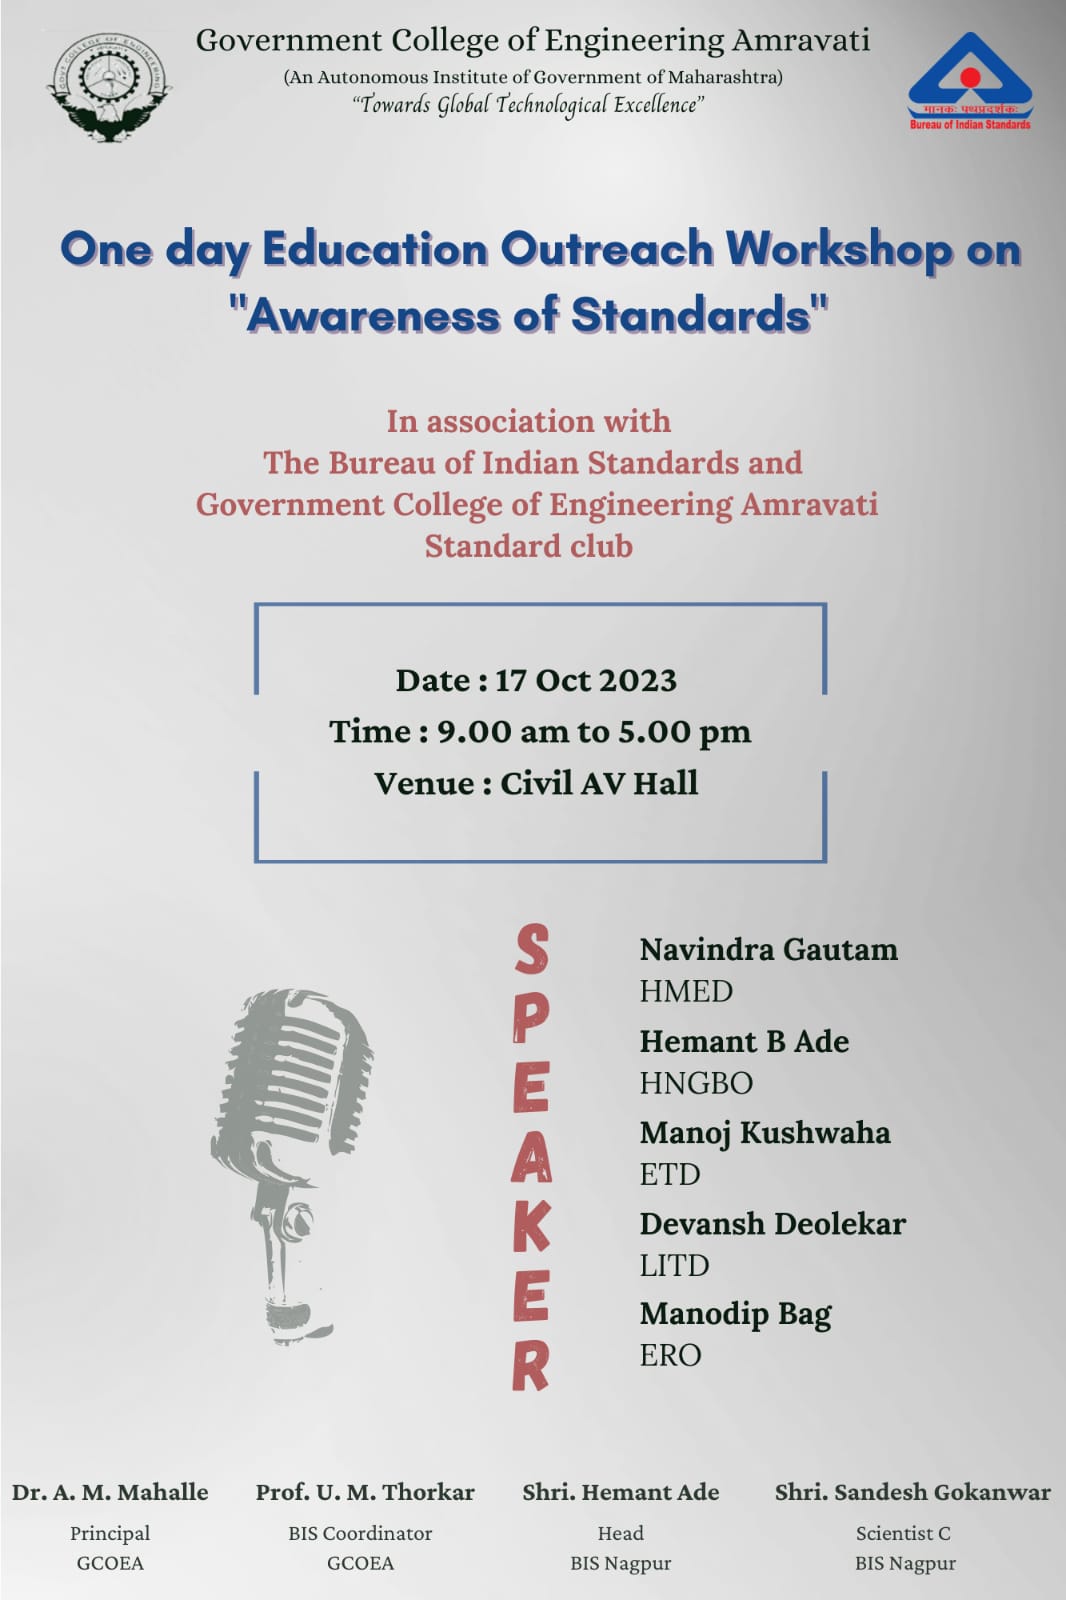 Government College of Engineering Amravati
(An Autonomous Institute of Government of Maharashtra)
“Towards Global Technological Excellence”
मानकः पथप्रदर्शकः
Bureau of Indian Standards
One day Education Outreach Workshop on
"Awareness of Standards"
In association with
The Bureau of Indian Standards and
Government College of Engineering Amravati
Standard club
Date : 17 Oct 2023
Time : 9.00 am to 5.00 pm
Venue : Civil AV Hall
SPEAKER
Navindra Gautam
HMED
Hemant B Ade
HNGBO
Manoj Kushwaha
ETD
Devansh Deolekar
LITD
Manodip Bag
ERO
Dr. A. M. Mahalle
Principal
GCOEA
Prof. U. M. Thorkar
BIS Coordinator
GCOEA
Shri. Hemant Ade
Head
BIS Nagpur
Shri. Sandesh Gokanwar
Scientist C
BIS Nagpur